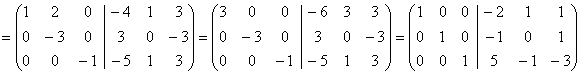 = ( 1 2 0 | -4 1 3 ) = ( 3 0 0 | -6 3 3 ) = ( 1 0 0 | -2 1 1 )
( 0 -3 0 | 3 0 -3 ) ( 0 -3 0 | 3 0 -3 ) ( 0 1 0 | -1 0 1 )
( 0 0 -1 | -5 1 3 ) ( 0 0 -1 | -5 1 3 ) ( 0 0 1 | 5 -1 -3 )